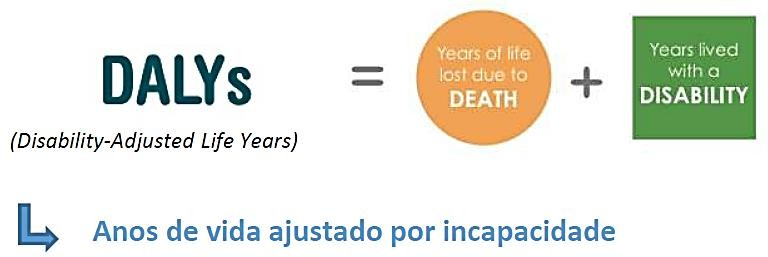 DALYs
(Disability-Adjusted Life Years)
=
Years of life
lost due to
DEATH
+
Years lived
with a
DISABILITY
Anos de vida ajustado por incapacidade